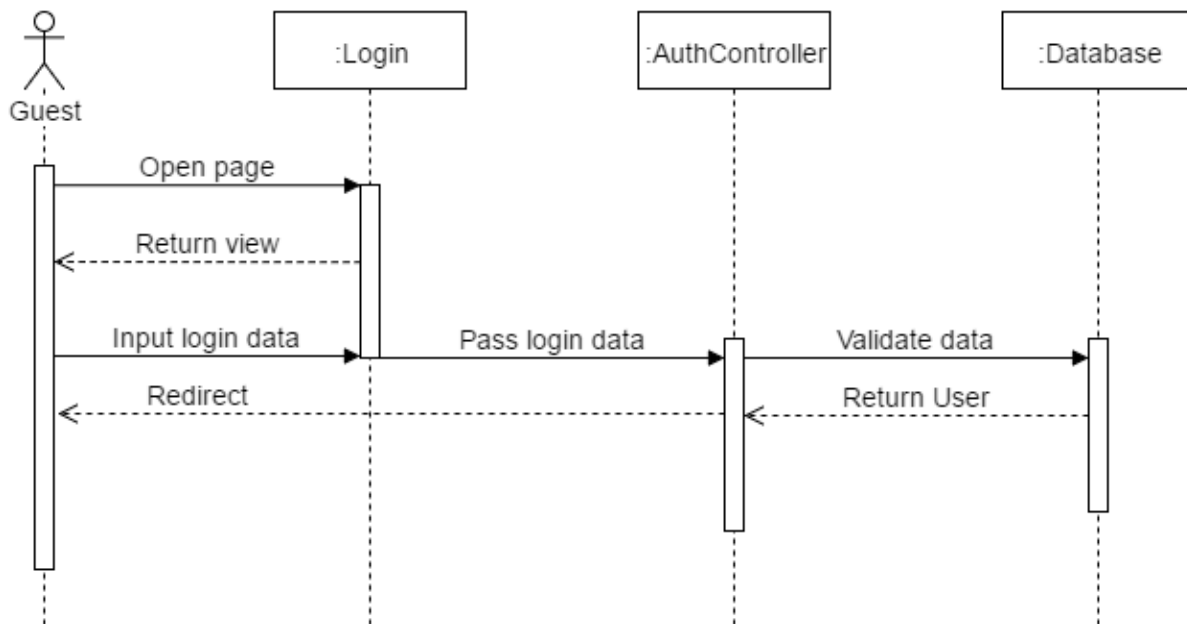 :Login
:AuthController
:Database
Guest
Open page
Return view
Input login data
Pass login data
Validate data
Redirect
Return User